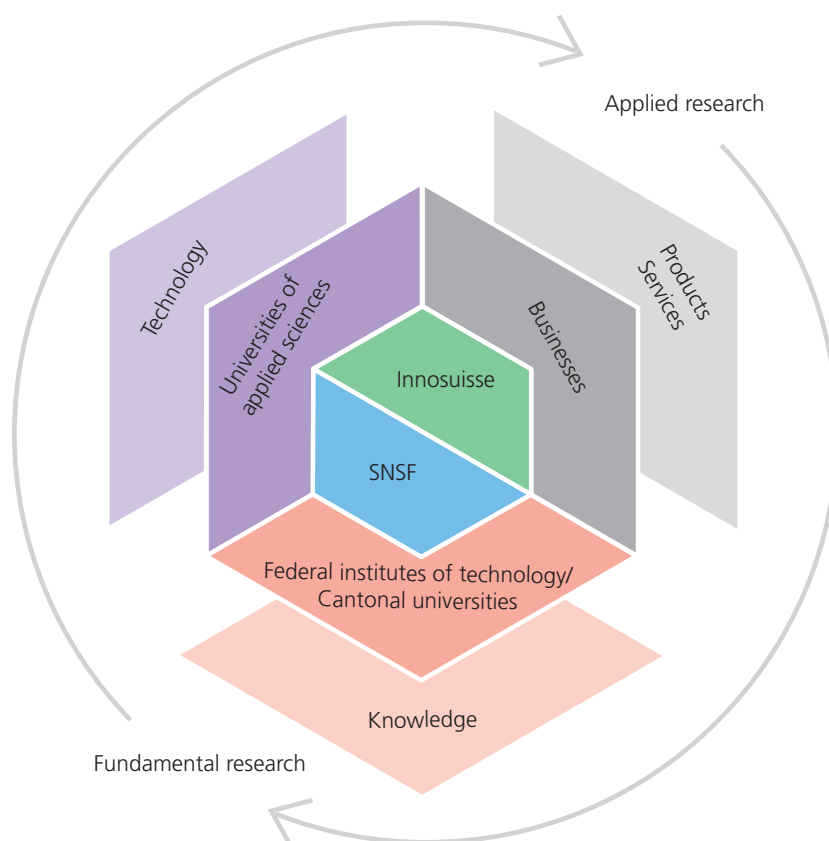 Applied research
Technology
Universities of
applied sciences
Businesses
Products
Services
Innosuisse
SNSF
Federal institutes of technology/
Cantonal universities
Knowledge
Fundamental research